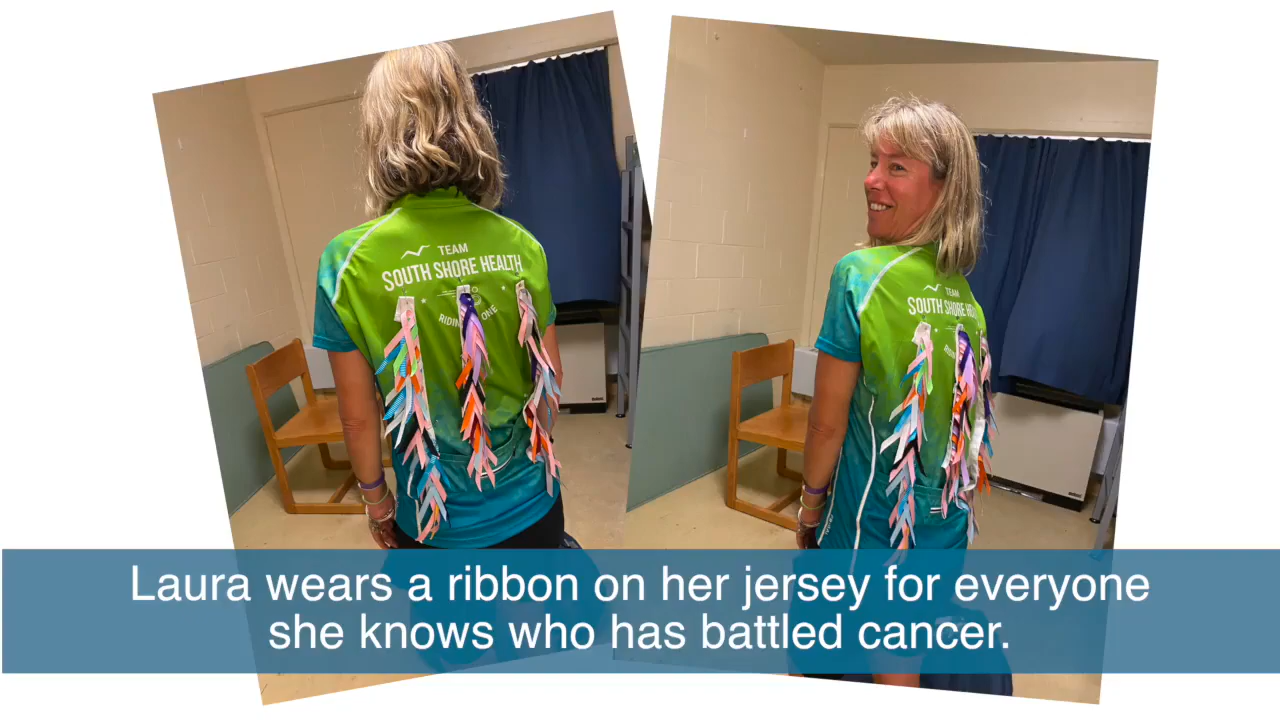 TEAM
SOUTH SHORE HEALTH
ONE
TEAM
SOUTH SHORE
Laura wears a ribbon on her jersey for everyone
she knows who has battled cancer.